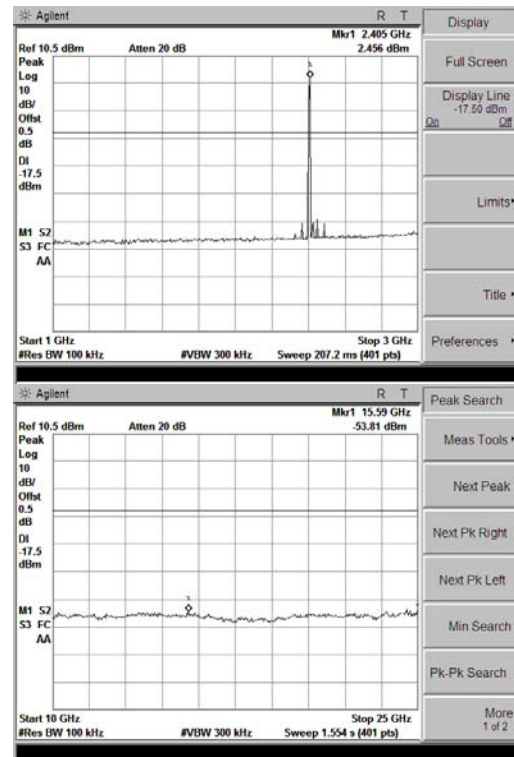 Agilent R T
Mkr1 2.405 GHz
Ref 10.5 dBm Atten 20 dB 2.456 dBm
Peak
Log
10
dB/
Offst
0.5
dB
DI
-17.5
dBm
M1 S2
S3 FC
AA
1
Start 1 GHz Stop 3 GHz
#Res BW 100 kHz #VBW 300 kHz Sweep 207.2 ms (401 pts)
Display
Full Screen
Display Line
-17.50 dBm
On Off
Limits
Title
Preferences
Agilent R T
Mkr1 15.59 GHz
Ref 10.5 dBm Atten 20 dB -53.81 dBm
Peak
Log
10
dB/
Offst
0.5
dB
DI
-17.5
dBm
M1 S2
S3 FC
AA
1
Start 10 GHz Stop 25 GHz
#Res BW 100 kHz #VBW 300 kHz Sweep 1.554 s (401 pts)
Peak Search
Meas Tools
Next Peak
Next Pk Right
Next Pk Left
Min Search
Pk-Pk Search
More
1 of 2